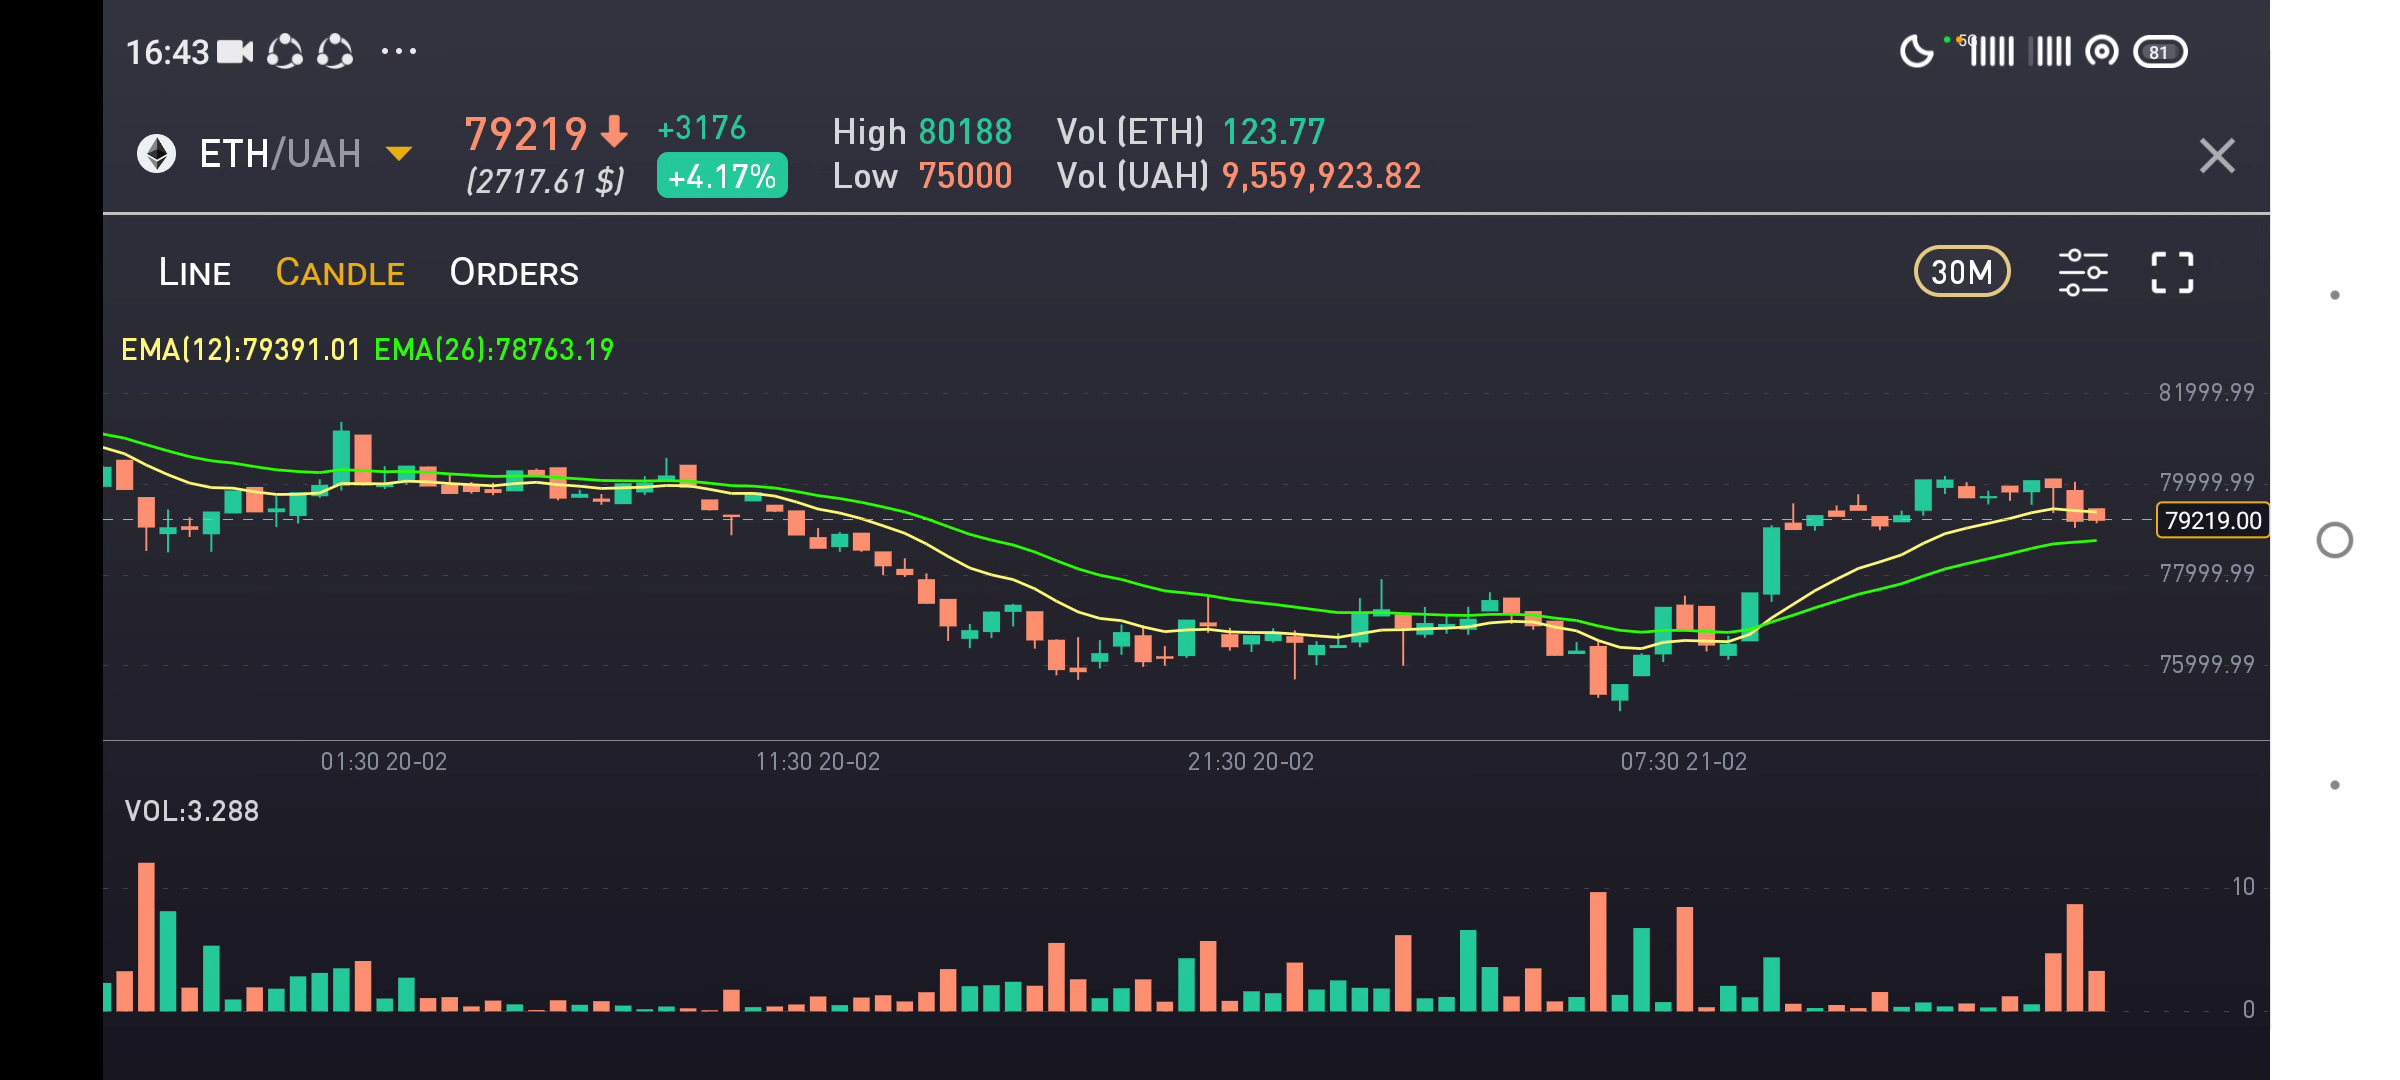 16:43 ... 5G 81
ETH/UAH 79219 +3176 High 80188 Vol (ETH) 123.77
(2717.61 $) +4.17% Low 75000 Vol (UAH) 9,559,923.82
LINE CANDLE ORDERS 30M
EMA(12):79391.01 EMA(26):78763.19
81999.99
79999.99
79219.00
77999.99
75999.99
01:30 20-02 11:30 20-02 21:30 20-02 07:30 21-02
VOL:3.288
10
0